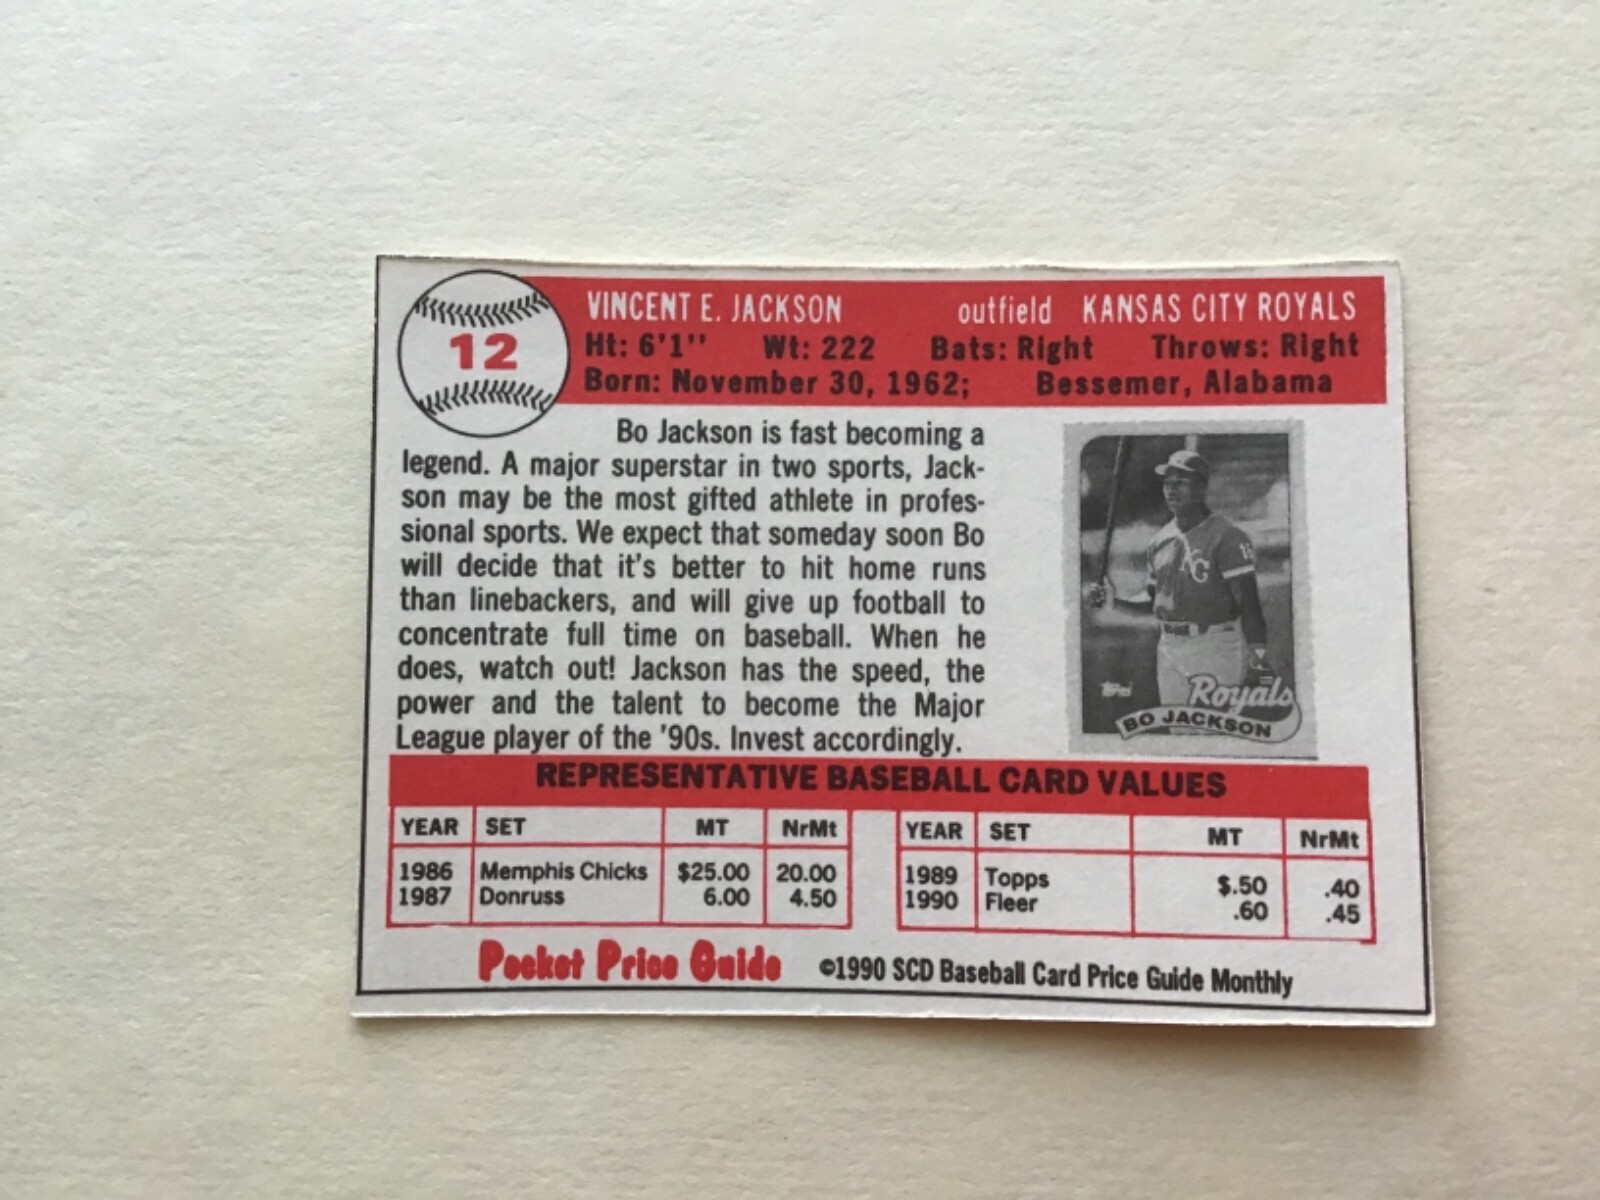 12
VINCENT E. JACKSON outfield KANSAS CITY ROYALS
Ht: 6'1'' Wt: 222 Bats: Right Throws: Right
Born: November 30, 1962; Bessemer, Alabama
Bo Jackson is fast becoming a
legend. A major superstar in two sports, Jack-
son may be the most gifted athlete in profes-
sional sports. We expect that someday soon Bo
will decide that it's better to hit home runs
than linebackers, and will give up football to
concentrate full time on baseball. When he
does, watch out! Jackson has the speed, the
power and the talent to become the Major
League player of the '90s. Invest accordingly.
KC
Topps
Royals
BO JACKSON
REPRESENTATIVE BASEBALL CARD VALUES
YEAR SET MT NrMt
1986 Memphis Chicks $25.00 20.00
1987 Donruss 6.00 4.50
YEAR SET MT NrMt
1989 Topps $.50 .40
1990 Fleer .60 .45
Pocket Price Guide ©1990 SCD Baseball Card Price Guide Monthly